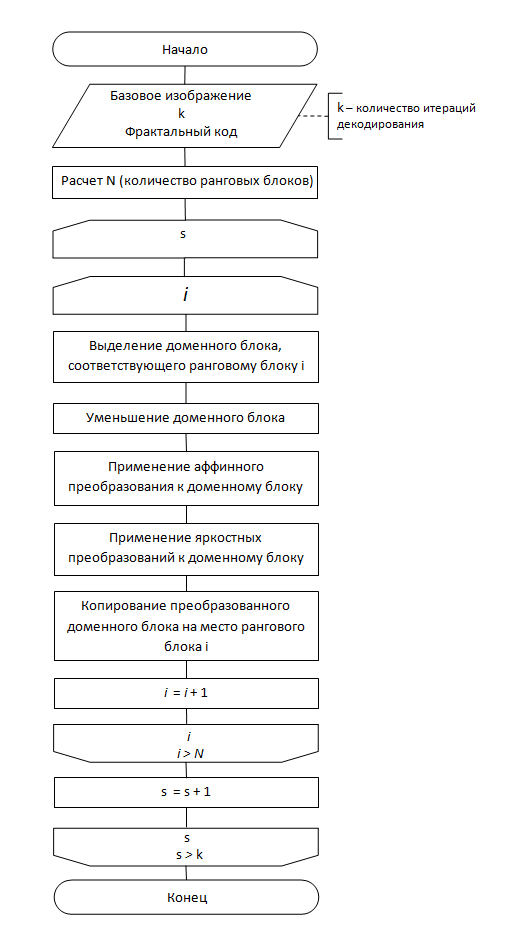 Начало
Базовое изображение
k
Фрактальный код
k – количество итераций
декодирования
Расчет N (количество ранговых блоков)
s
i
Выделение доменного блока,
соответствующего ранговому блоку i
Уменьшение доменного блока
Применение аффинного
преобразования к доменному блоку
Применение яркостных
преобразований к доменному блоку
Копирование преобразованного
доменного блока на место рангового
блока i
i = i + 1
i
i > N
s = s + 1
s
s > k
Конец